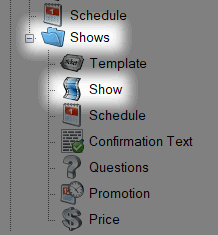 Schedule
Shows
Template
Show
Schedule
Confirmation Text
Questions
Promotion
Price